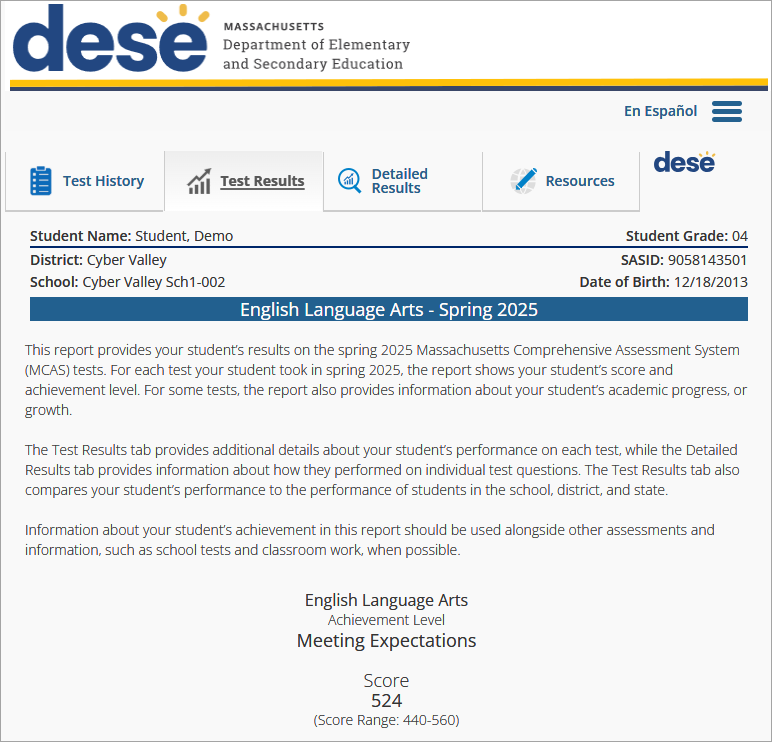 dese
MASSACHUSETTS
Department of Elementary
and Secondary Education
En Español
Test History
Test Results
Detailed
Results
Resources
dese
Student Name: Student, Demo
Student Grade: 04
District: Cyber Valley
SASID: 9058143501
School: Cyber Valley Sch1-002
Date of Birth: 12/18/2013
English Language Arts - Spring 2025
This report provides your student's results on the spring 2025 Massachusetts Comprehensive Assessment System
(MCAS) tests. For each test your student took in spring 2025, the report shows your student's score and
achievement level. For some tests, the report also provides information about your student's academic progress, or
growth.
The Test Results tab provides additional details about your student's performance on each test, while the Detailed
Results tab provides information about how they performed on individual test questions. The Test Results tab also
compares your student's performance to the performance of students in the school, district, and state.
Information about your student's achievement in this report should be used alongside other assessments and
information, such as school tests and classroom work, when possible.
English Language Arts
Achievement Level
Meeting Expectations
Score
524
(Score Range: 440-560)